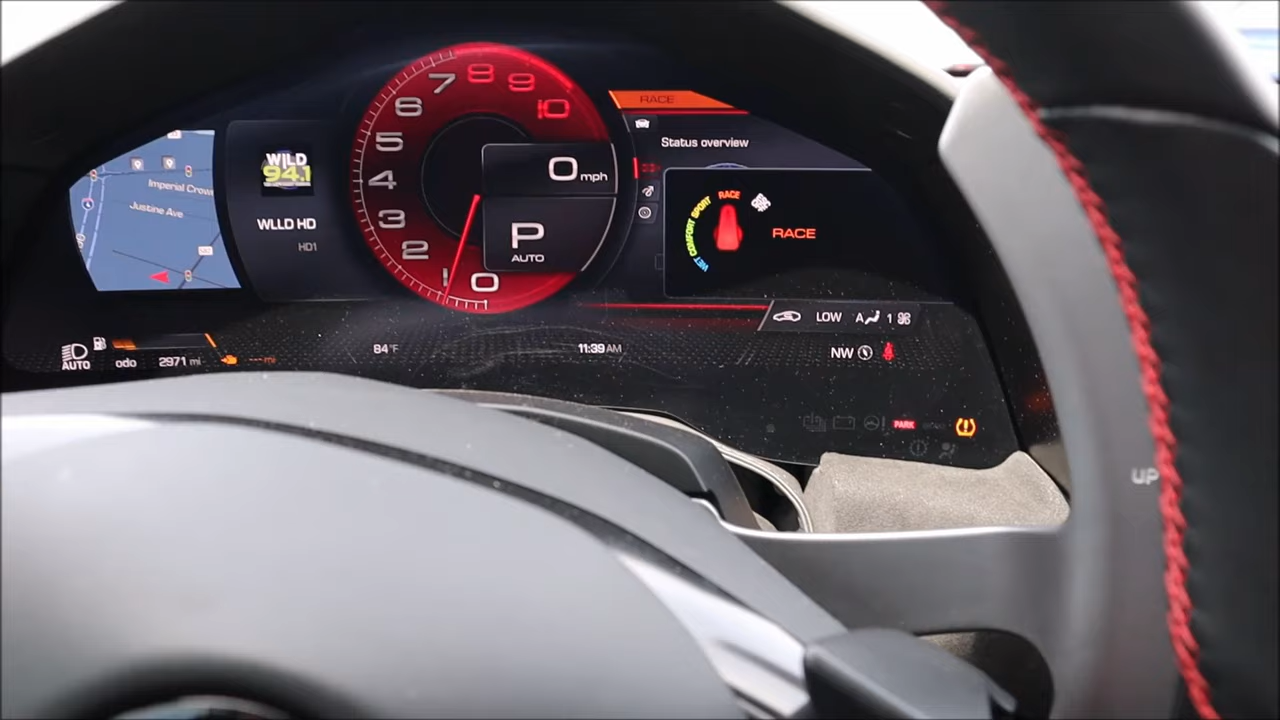 Imperial Crow
Justine Ave
WiLD
94.1
WLLD HD
HD1
0
1
2
3
4
5
6
7
8
9
10
0 mph
P
AUTO
RACE
Status overview
WET COMFORT SPORT RACE
RACE
LOW A 1
NW
AUTO
odo 2971 mi
---mi
84°F
11:39 AM
PARK
UP